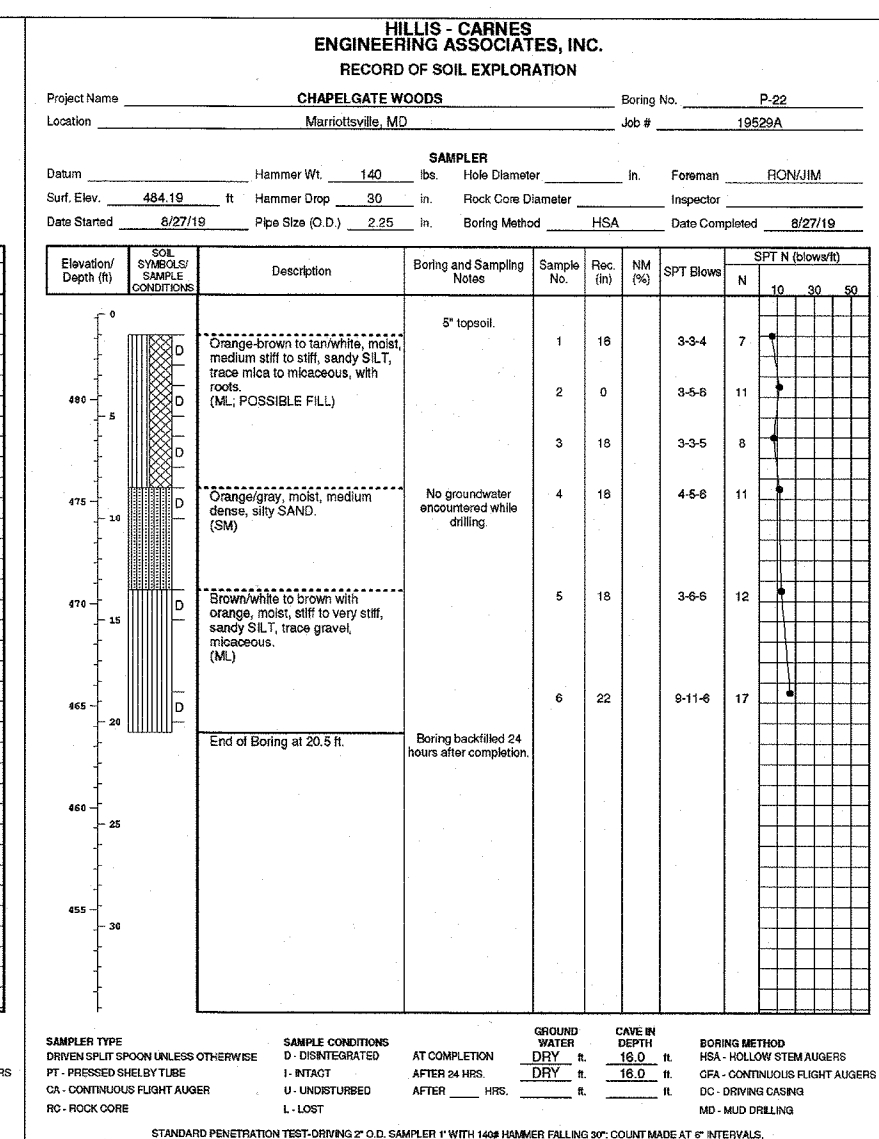 HILLIS - CARNES
ENGINEERING ASSOCIATES, INC.
RECORD OF SOIL EXPLORATION
Project Name CHAPELGATE WOODS Boring No. P-22
Location Marriottsville, MD Job # 19529A
SAMPLER
Datum Hammer Wt. 140 lbs. Hole Diameter in. Foreman RON/JIM
Surf. Elev. 484.19 ft Hammer Drop 30 in. Rock Core Diameter Inspector
Date Started 8/27/19 Pipe Size (O.D.) 2.25 in. Boring Method HSA Date Completed 8/27/19
Elevation/ Depth (ft)
SOIL SYMBOLS/ SAMPLE CONDITIONS
Description
Boring and Sampling Notes
Sample No.
Rec. (in)
NM (%)
SPT Blows
SPT N (blows/ft)
N
10 30 50
0
5" topsoil.
D
Orange-brown to tan/white, moist,
medium stiff to stiff, sandy SILT,
trace mica to micaceous, with
roots.
(ML; POSSIBLE FILL)
1 16 3-3-4 7
480
D
2 0 3-5-6 11
5
D
3 18 3-3-5 8
475
D
Orange/gray, moist, medium
dense, silty SAND.
(SM)
No groundwater
encountered while
drilling.
4 18 4-5-6 11
10
470
D
Brown/white to brown with
orange, moist, stiff to very stiff,
sandy SILT, trace gravel,
micaceous.
(ML)
5 18 3-6-6 12
15
465
D
6 22 9-11-6 17
20
End of Boring at 20.5 ft.
Boring backfilled 24
hours after completion.
460
25
455
30
SAMPLER TYPE
DRIVEN SPLIT SPOON UNLESS OTHERWISE
PT - PRESSED SHELBY TUBE
CA - CONTINUOUS FLIGHT AUGER
RC - ROCK CORE
SAMPLE CONDITIONS
D - DISINTEGRATED
I - INTACT
U - UNDISTURBED
L - LOST
GROUND WATER CAVE IN DEPTH
AT COMPLETION DRY ft. 16.0 ft.
AFTER 24 HRS. DRY ft. 16.0 ft.
AFTER HRS. ft. ft.
BORING METHOD
HSA - HOLLOW STEM AUGERS
CFA - CONTINUOUS FLIGHT AUGERS
DC - DRIVING CASING
MD - MUD DRILLING
RS
STANDARD PENETRATION TEST-DRIVING 2" O.D. SAMPLER 1' WITH 140# HAMMER FALLING 30": COUNT MADE AT 6" INTERVALS.